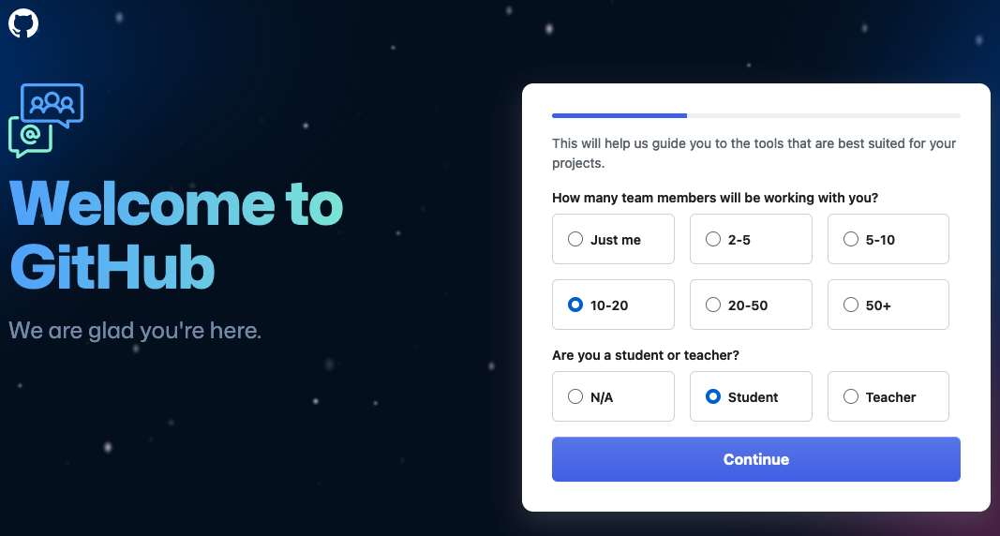 Welcome to
GitHub
We are glad you're here.
This will help us guide you to the tools that are best suited for your
projects.
How many team members will be working with you?
Just me
2-5
5-10
10-20
20-50
50+
Are you a student or teacher?
N/A
Student
Teacher
Continue